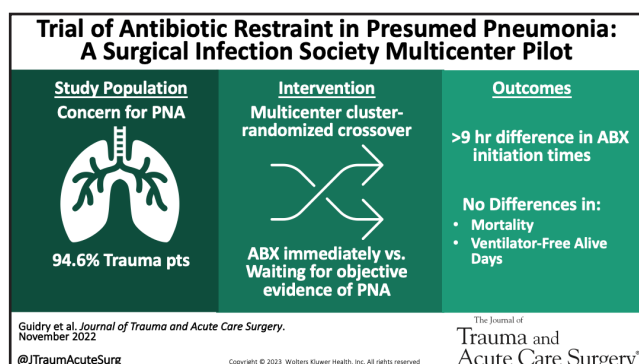 Trial of Antibiotic Restraint in Presumed Pneumonia:
A Surgical Infection Society Multicenter Pilot
Study Population
Concern for PNA
94.6% Trauma pts
Intervention
Multicenter cluster-
randomized crossover
ABX immediately vs.
Waiting for objective
evidence of PNA
Outcomes
>9 hr difference in ABX
initiation times
No Differences in:
• Mortality
• Ventilator-Free Alive
Days
Guidry et al. Journal of Trauma and Acute Care Surgery.
November 2022
@JTraumAcuteSurg
Copyright © 2023 Wolters Kluwer Health, Inc. All rights reserved
The Journal of
Trauma and
Acute Care Surgery